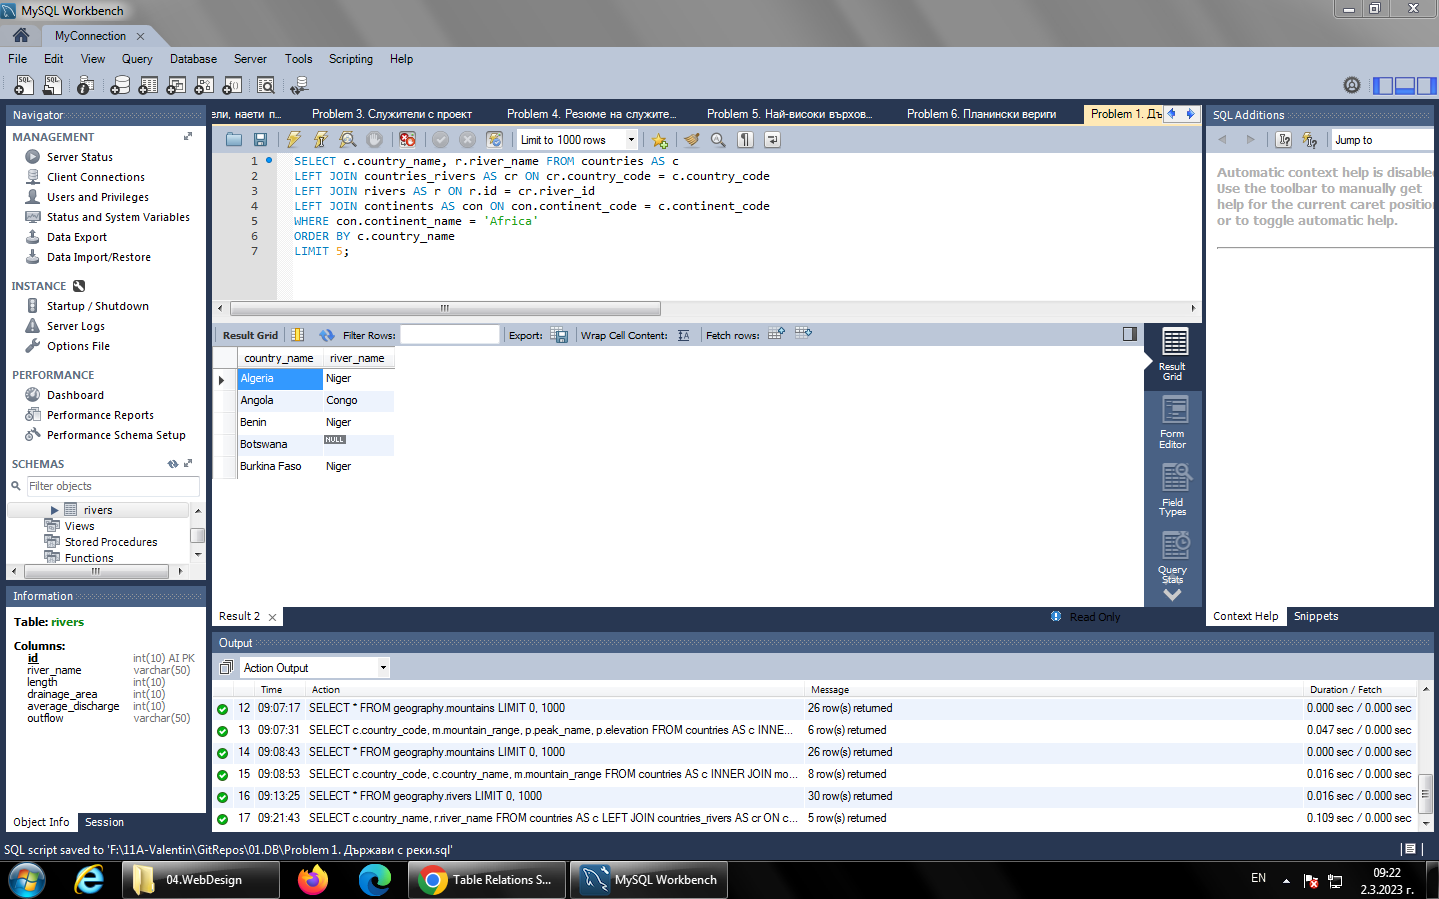 MySQL Workbench
MyConnection
File Edit View Query Database Server Tools Scripting Help
Navigator
MANAGEMENT
Server Status
Client Connections
Users and Privileges
Status and System Variables
Data Export
Data Import/Restore
INSTANCE
Startup / Shutdown
Server Logs
Options File
PERFORMANCE
Dashboard
Performance Reports
Performance Schema Setup
SCHEMAS
Filter objects
rivers
Views
Stored Procedures
Functions
Information
Table: rivers
Columns:
id int(10) AI PK
river_name varchar(50)
length int(10)
drainage_area int(10)
average_discharge int(10)
outflow varchar(50)
Object Info Session
ели, наети п... Problem 3. Служители с проект Problem 4. Резюме на служите... Problem 5. Най-високи върхов... Problem 6. Планински вериги Problem 1. Дъ
Limit to 1000 rows
1 SELECT c.country_name, r.river_name FROM countries AS c
2 LEFT JOIN countries_rivers AS cr ON cr.country_code = c.country_code
3 LEFT JOIN rivers AS r ON r.id = cr.river_id
4 LEFT JOIN continents AS con ON con.continent_code = c.continent_code
5 WHERE con.continent_name = 'Africa'
6 ORDER BY c.country_name
7 LIMIT 5;
Result Grid Filter Rows: Export: Wrap Cell Content: Fetch rows:
country_name river_name
Algeria Niger
Angola Congo
Benin Niger
Botswana NULL
Burkina Faso Niger
Result Grid
Form Editor
Field Types
Query Stats
Result 2 Read Only
SQL Additions
Jump to
Automatic context help is disabled.
Use the toolbar to manually get
help for the current caret position
or to toggle automatic help.
Context Help Snippets
Output
Action Output
Time Action Message Duration / Fetch
12 09:07:17 SELECT * FROM geography.mountains LIMIT 0, 1000 26 row(s) returned 0.000 sec / 0.000 sec
13 09:07:31 SELECT c.country_code, m.mountain_range, p.peak_name, p.elevation FROM countries AS c INNE... 6 row(s) returned 0.047 sec / 0.000 sec
14 09:08:43 SELECT * FROM geography.mountains LIMIT 0, 1000 26 row(s) returned 0.000 sec / 0.000 sec
15 09:08:53 SELECT c.country_code, c.country_name, m.mountain_range FROM countries AS c INNER JOIN mo... 8 row(s) returned 0.016 sec / 0.000 sec
16 09:13:25 SELECT * FROM geography.rivers LIMIT 0, 1000 30 row(s) returned 0.016 sec / 0.000 sec
17 09:21:43 SELECT c.country_name, r.river_name FROM countries AS c LEFT JOIN countries_rivers AS cr ON c... 5 row(s) returned 0.109 sec / 0.000 sec
SQL script saved to 'F:\11A-Valentin\GitRepos\01.DB\Problem 1. Държави с реки.sql'
04.WebDesign Table Relations S... MySQL Workbench EN 09:22
2.3.2023 г.